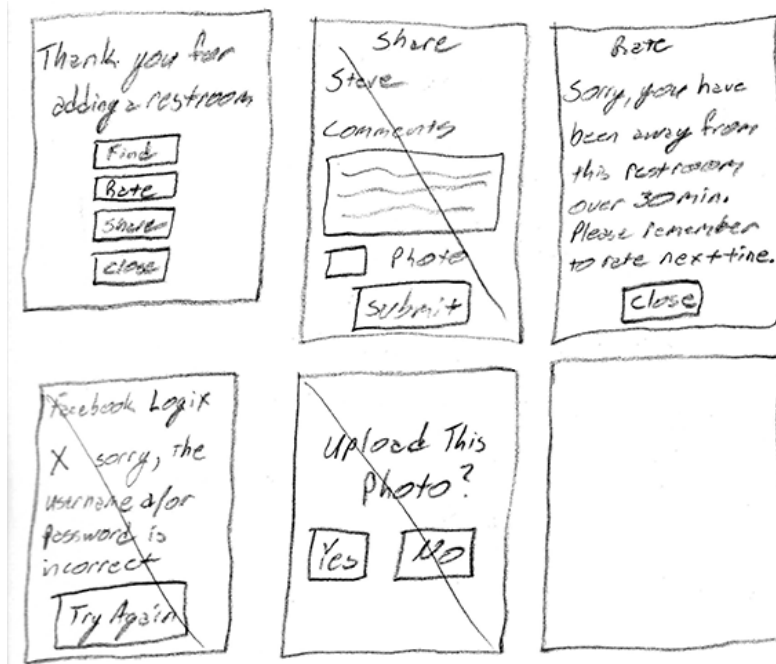 Thank you for
adding a restroom
Find
Rate
Share
Close
Share
Steve
Comments
Photo
Submit
Rate
Sorry, you have
been away from
this restroom
over 30 min.
Please remember
to rate next time.
Close
Facebook Login
X sorry, the
username a/or
password is
incorrect
Try Again
Upload This
Photo?
Yes
No